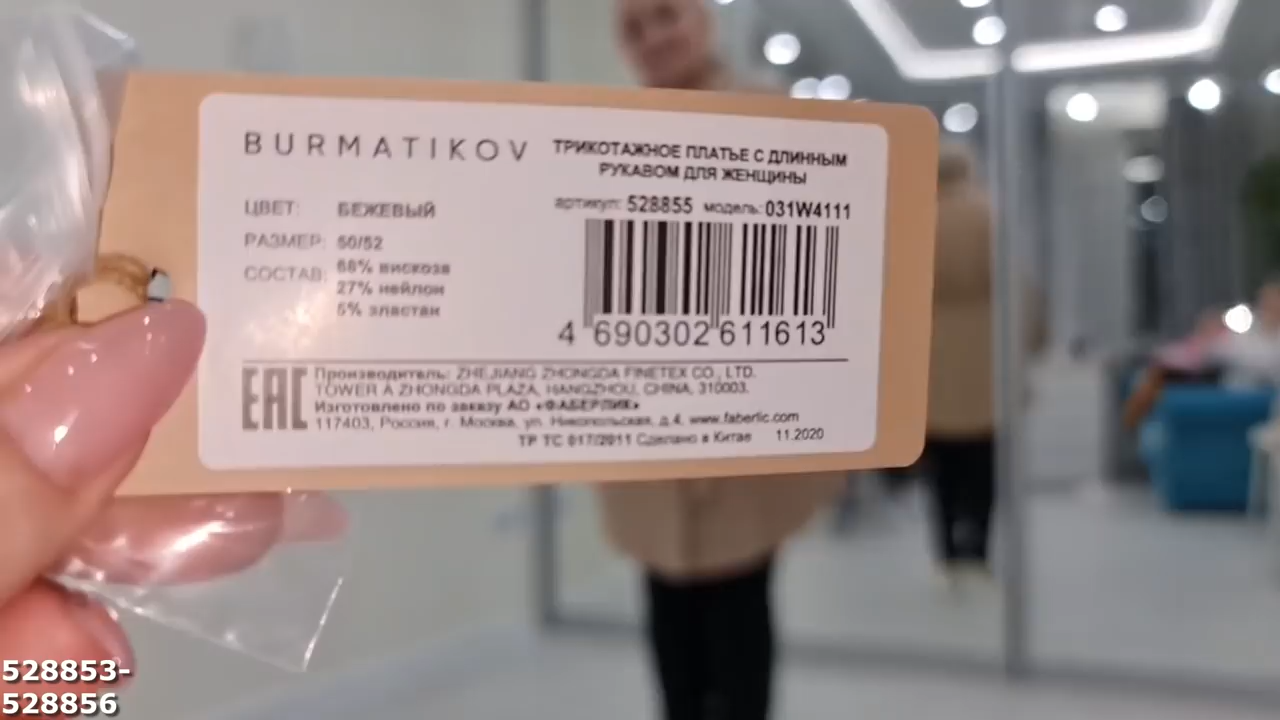 BURMATIKOV
ТРИКОТАЖНОЕ ПЛАТЬЕ С ДЛИННЫМ
РУКАВОМ ДЛЯ ЖЕНЩИНЫ
артикул: 528855 модель: 031W4111
ЦВЕТ: БЕЖЕВЫЙ
РАЗМЕР: 50/52
СОСТАВ: 68% вискоза
27% нейлон
5% эластан
4 690302 611613
EAC
Производитель: ZHEJIANG ZHONGDA FINETEX CO., LTD.
TOWER A ZHONGDA PLAZA, HANGZHOU, CHINA, 310003.
Изготовлено по заказу АО «ФАБЕРЛИК»
117403, Россия, г. Москва, ул. Никопольская, д.4, www.faberlic.com
ТР ТС 017/2011 Сделано в Китае 11.2020
528853-
528856